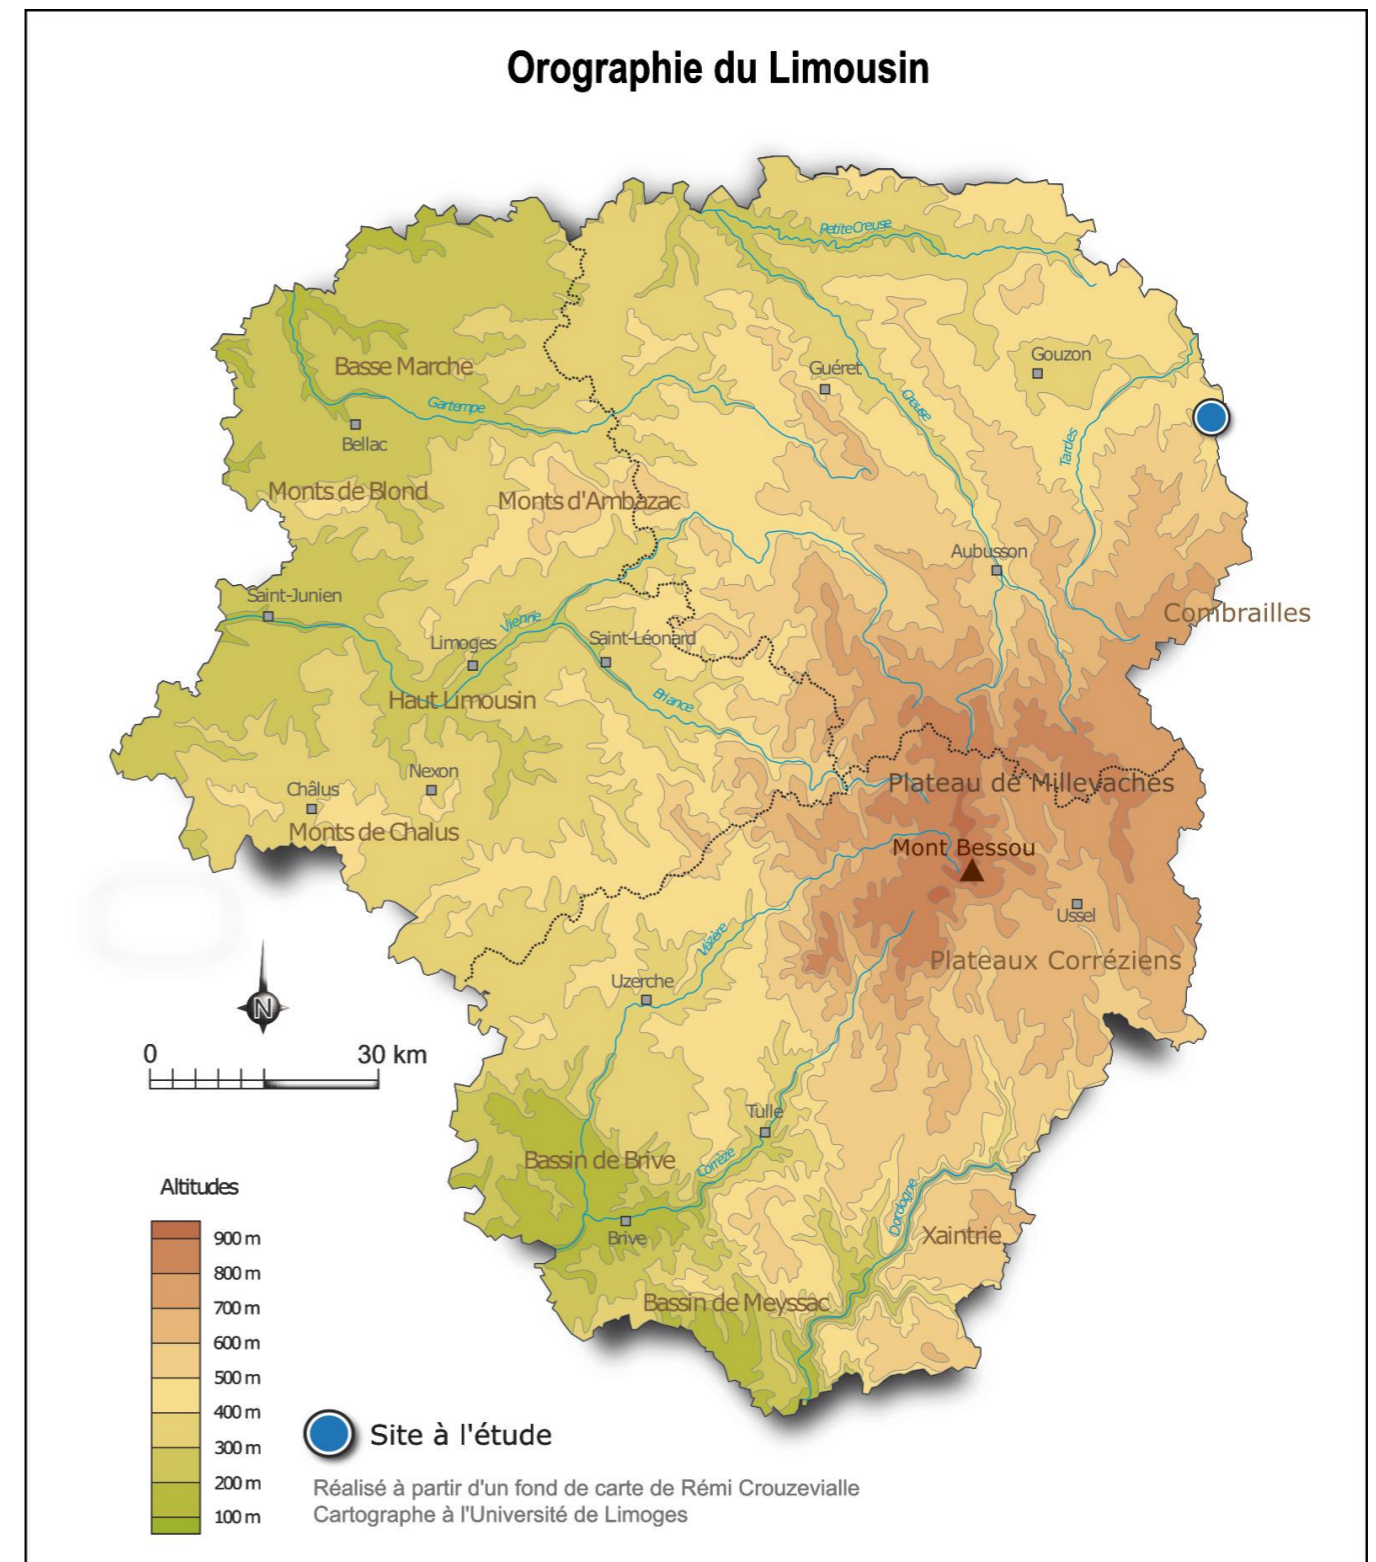 Orographie du Limousin
Petite Creuse
Basse Marche
Gartempe
Bellac
Guéret
Gouzon
Creuse
Tardes
Monts de Blond
Monts d'Ambazac
Aubusson
Saint-Junien
Combrailles
Vienne
Limoges
Saint-Léonard
Haut Limousin
Briance
Nexon
Châlus
Monts de Chalus
Plateau de Millevaches
Mont Bessou
Ussel
Vézère
Plateaux Corréziens
Uzerche
N
0 30 km
Tulle
Bassin de Brive
Corrèze
Dordogne
Brive
Xaintrie
Bassin de Meyssac
Altitudes
900 m
800 m
700 m
600 m
500 m
400 m
300 m
200 m
100 m
Site à l'étude
Réalisé à partir d'un fond de carte de Rémi Crouzevialle
Cartographe à l'Université de Limoges